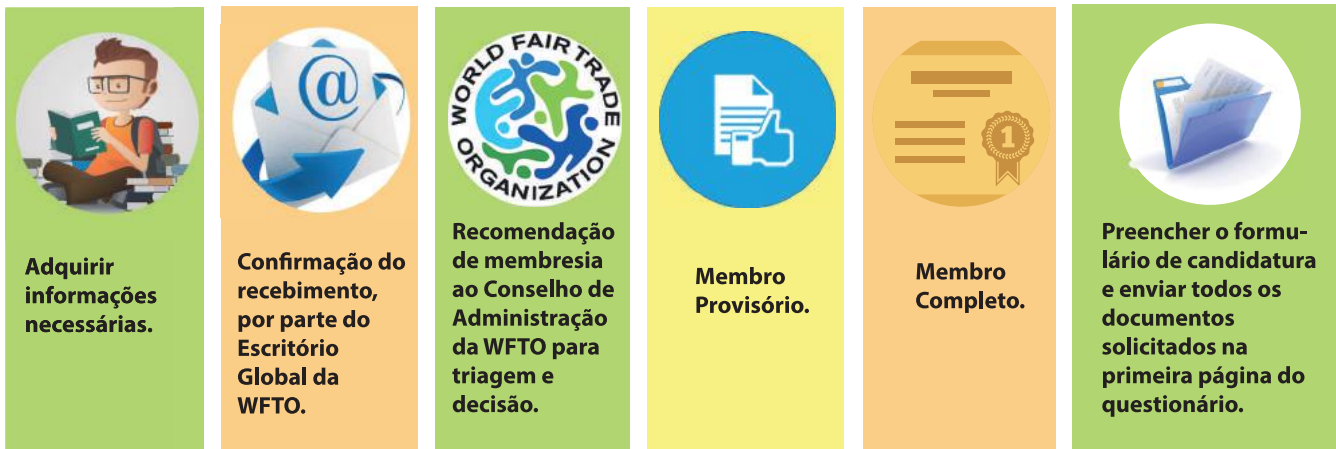 Adquirir
informações
necessárias.
@
Confirmação do
recebimento,
por parte do
Escritório
Global da
WFTO.
WORLD FAIR TRADE
ORGANIZATION
Recomendação
de membresia
ao Conselho de
Administração
da WFTO para
triagem e
decisão.
Membro
Provisório.
1
Membro
Completo.
Preencher o formu-
lário de candidatura
e enviar todos os
documentos
solicitados na
primeira página do
questionário.